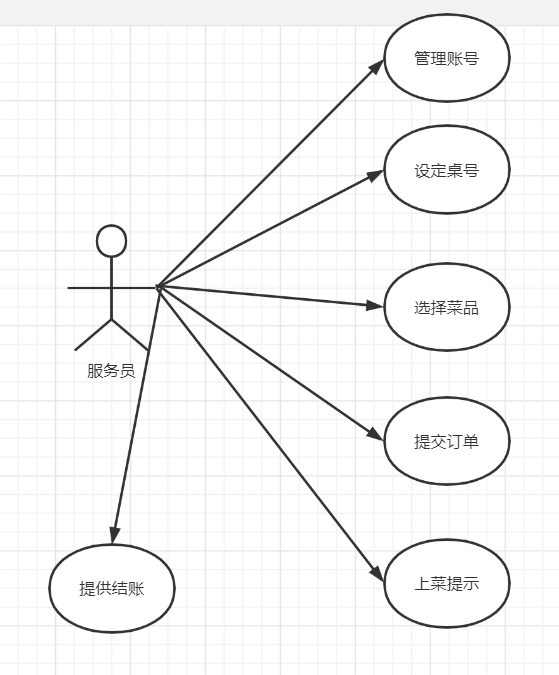 管理账号
设定桌号
选择菜品
服务员
提交订单
上菜提示
提供结账